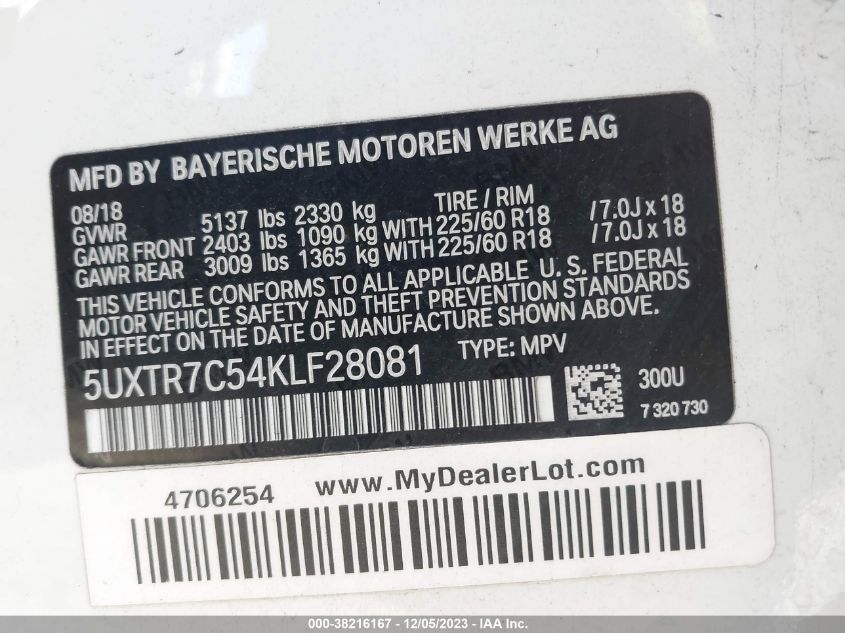 MFD BY BAYERISCHE MOTOREN WERKE AG
08/18 TIRE / RIM
GVWR 5137 lbs 2330 kg
GAWR FRONT 2403 lbs 1090 kg WITH 225/60 R18 /7.0J x 18
GAWR REAR 3009 lbs 1365 kg WITH 225/60 R18 /7.0J x 18
THIS VEHICLE CONFORMS TO ALL APPLICABLE U. S. FEDERAL
MOTOR VEHICLE SAFETY AND THEFT PREVENTION STANDARDS
IN EFFECT ON THE DATE OF MANUFACTURE SHOWN ABOVE.
5UXTR7C54KLF28081 TYPE: MPV
300U
7 320 730
4706254 www.MyDealerLot.com
000-38216167 - 12/05/2023 - IAA Inc.